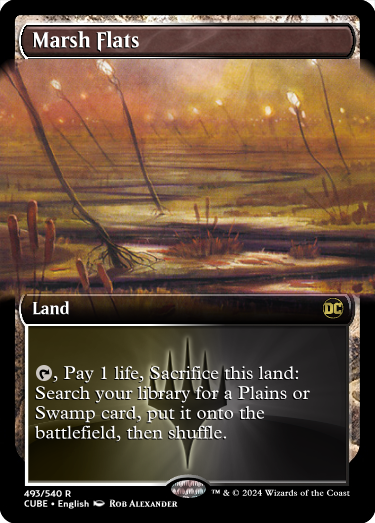 Marsh Flats
Land
DC
, Pay 1 life, Sacrifice this land:
Search your library for a Plains or
Swamp card, put it onto the
battlefield, then shuffle.
493/540 R
CUBE • English Rob Alexander
™ & © 2024 Wizards of the Coast